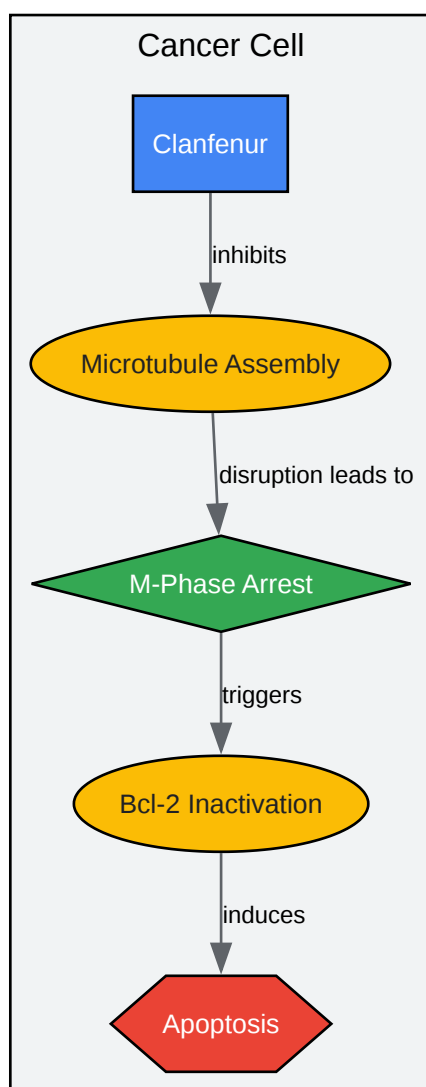 Cancer Cell
Clanfenur
inhibits
Microtubule Assembly
disruption leads to
M-Phase Arrest
triggers
Bcl-2 Inactivation
induces
Apoptosis